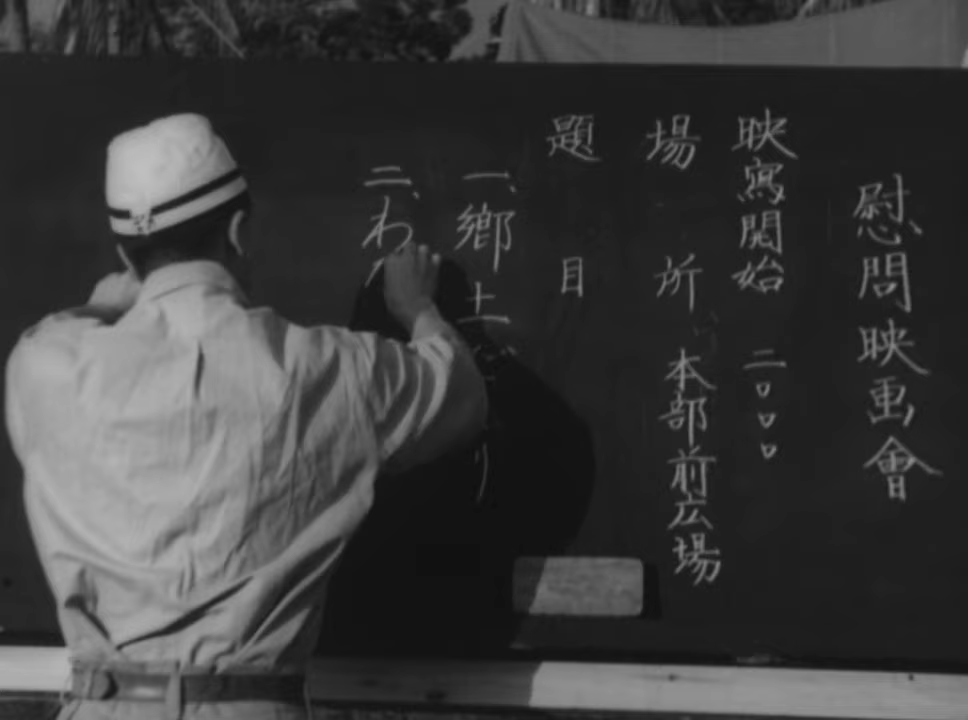 慰問映画會
映寫開始 二〇〇〇
場所 本部前広場
題目
一、鄕土
二、わ